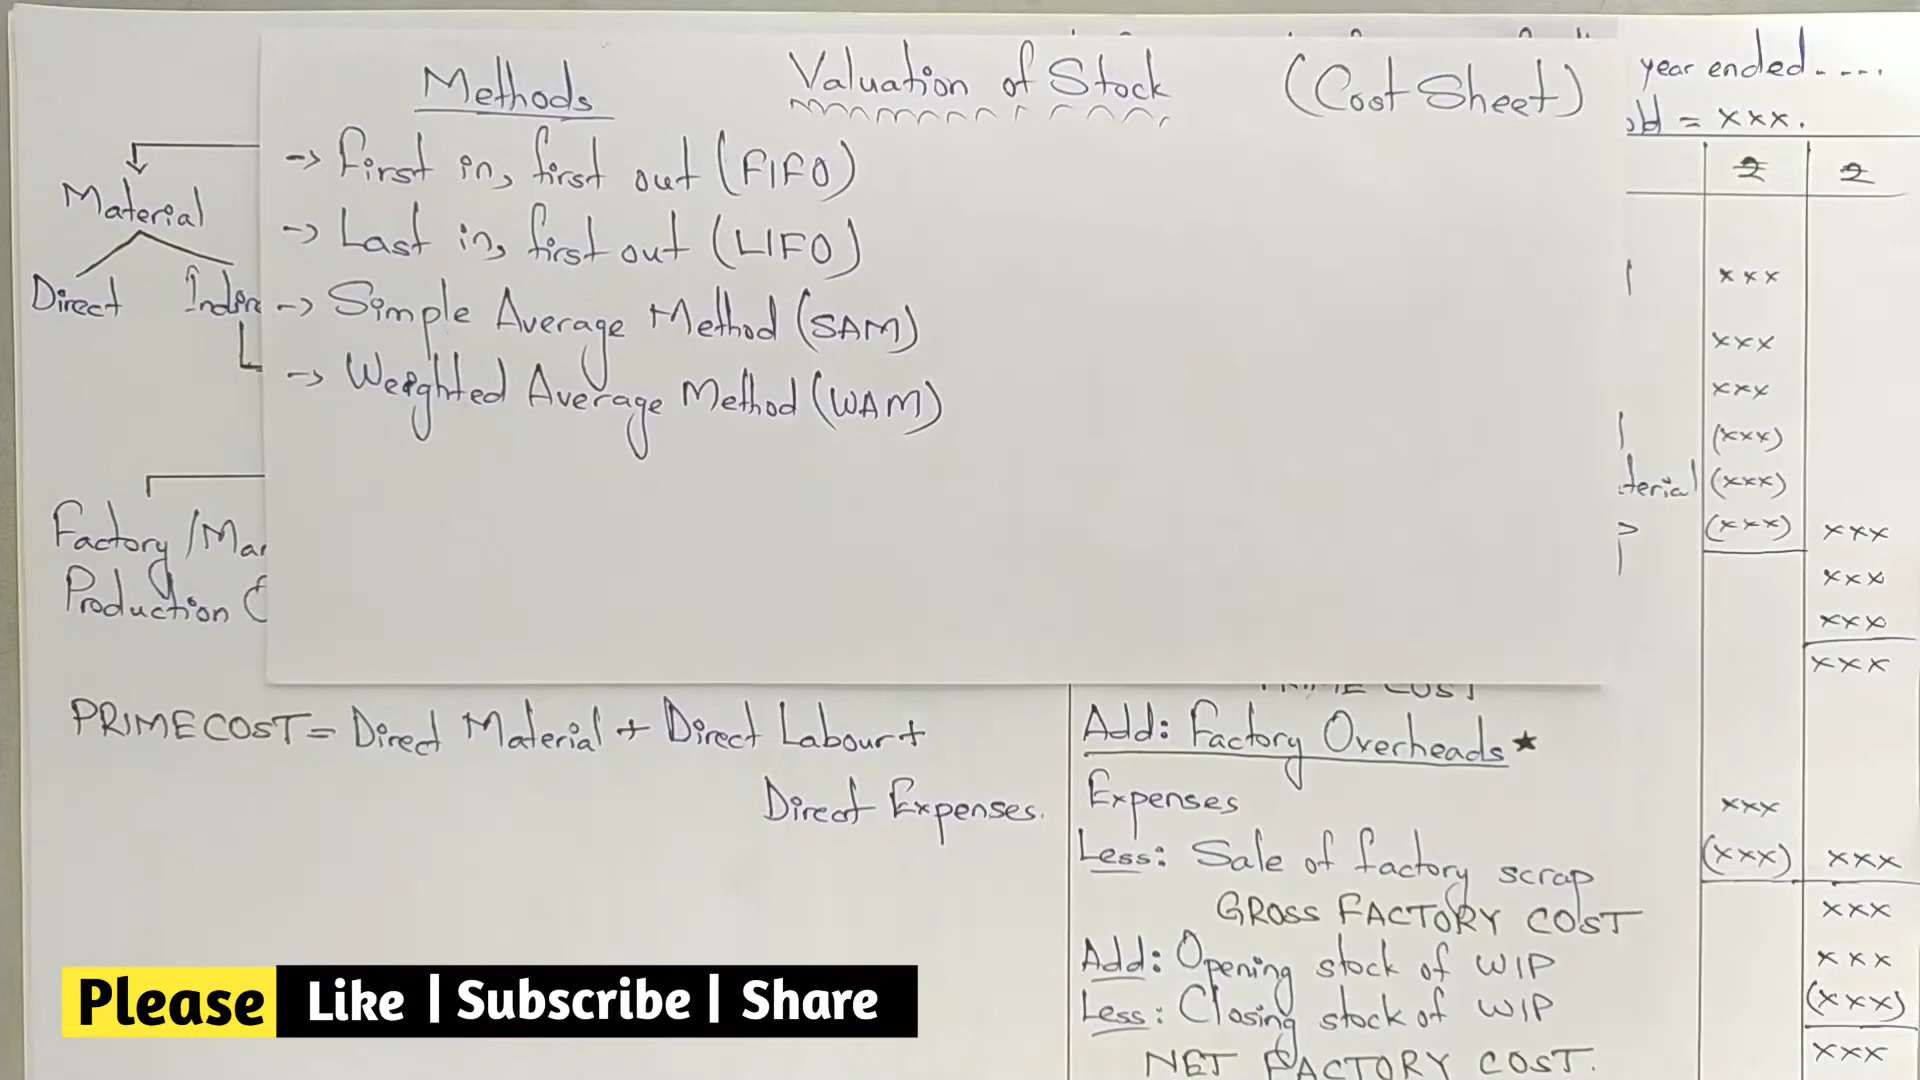 Methods
Valuation of Stock
(Cost Sheet)
-> First in, first out (FIFO)
-> Last in, first out (LIFO)
-> Simple Average Method (SAM)
-> Weighted Average Method (WAM)
Material
Direct
Factory /
Production
PRIME COST = Direct Material + Direct Labour +
Direct Expenses.
year ended....
= xxx.
xxx
xxx
xxx
(xxx)
(xxx)
(xxx) xxx
xxx
xxx
xxx
PRIME COST
Add: Factory Overheads ★
Expenses xxx
Less: Sale of factory scrap (xxx) xxx
GROSS FACTORY COST xxx
Add: Opening stock of WIP xxx
Less: Closing stock of WIP (xxx)
NET FACTORY COST. xxx
Please Like | Subscribe | Share